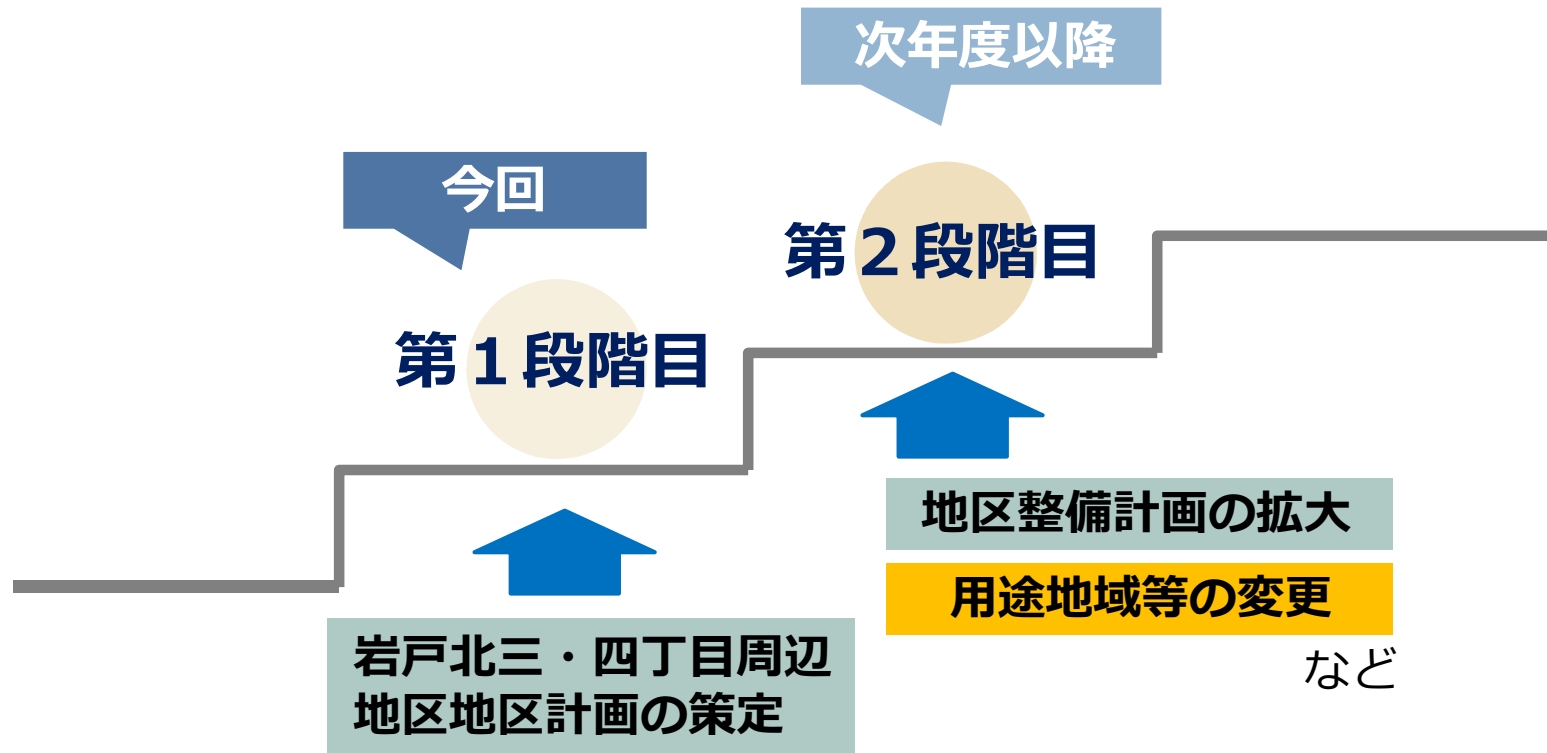 今回
第１段階目
岩戸北三・四丁目周辺
地区地区計画の策定
次年度以降
第２段階目
地区整備計画の拡大
用途地域等の変更
など